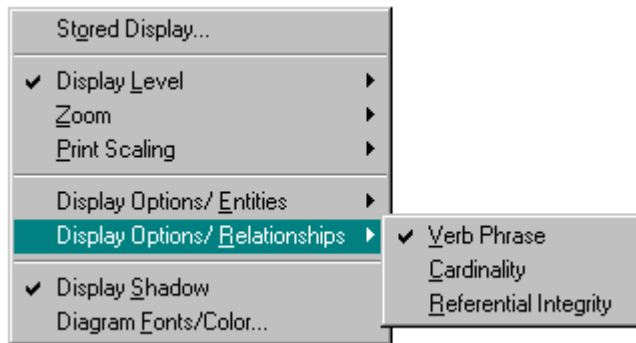 Stored Display...
Display Level
Zoom
Print Scaling
Display Options/ Entities
Display Options/ Relationships
Verb Phrase
Cardinality
Referential Integrity
Display Shadow
Diagram Fonts/Color...